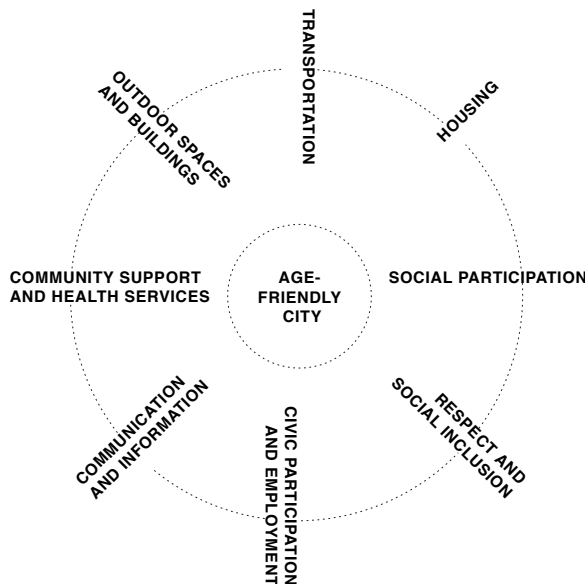 TRANSPORTATION
HOUSING
SOCIAL PARTICIPATION
RESPECT AND
SOCIAL INCLUSION
CIVIC PARTICIPATION
AND EMPLOYMENT
COMMUNICATION
AND INFORMATION
COMMUNITY SUPPORT
AND HEALTH SERVICES
OUTDOOR SPACES
AND BUILDINGS
AGE-
FRIENDLY
CITY